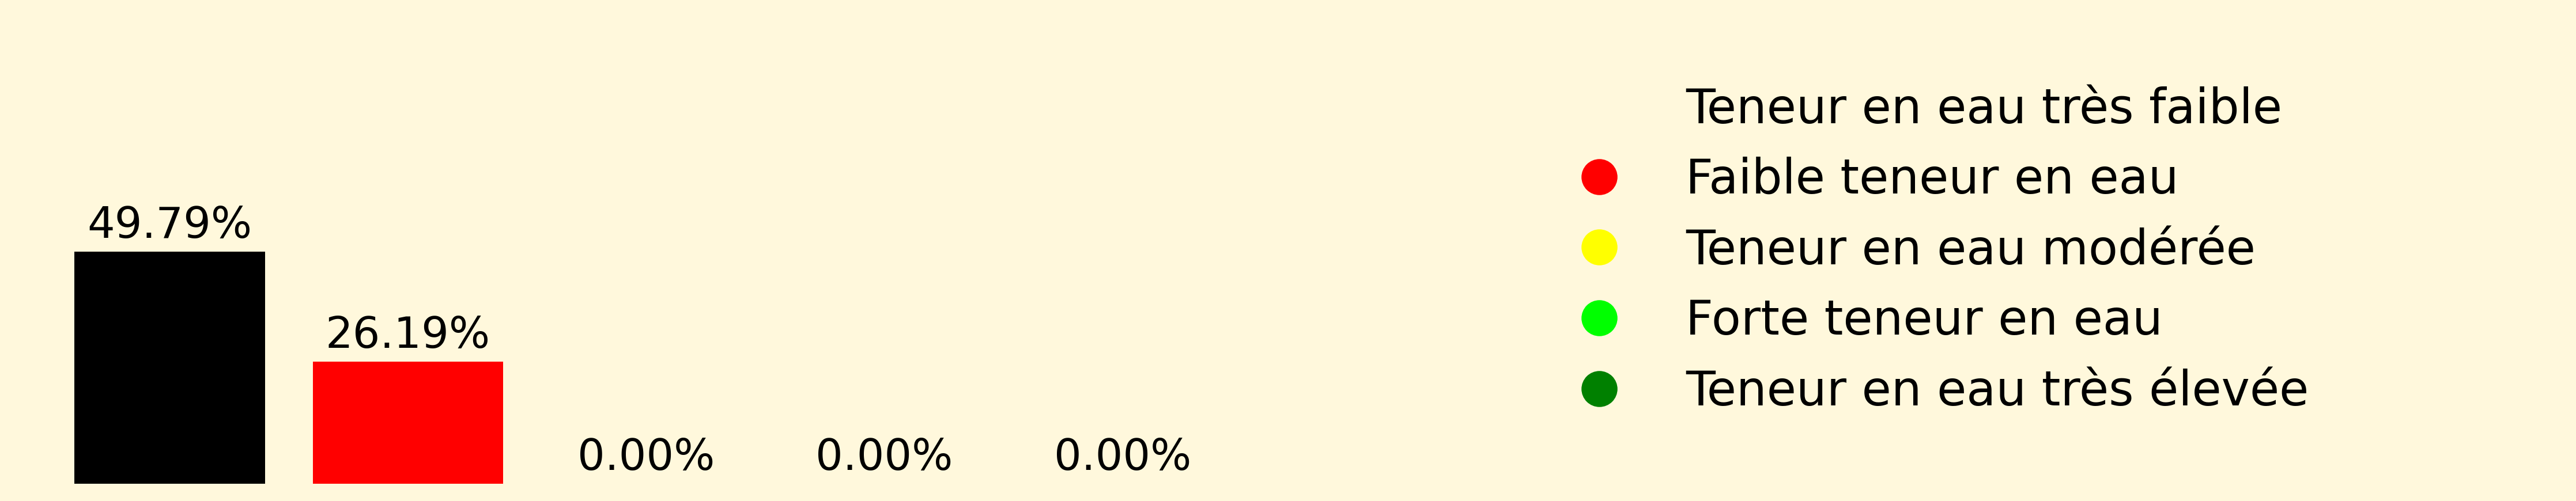 49.79%
26.19%
0.00%
0.00%
0.00%
Teneur en eau très faible
Faible teneur en eau
Teneur en eau modérée
Forte teneur en eau
Teneur en eau très élevée